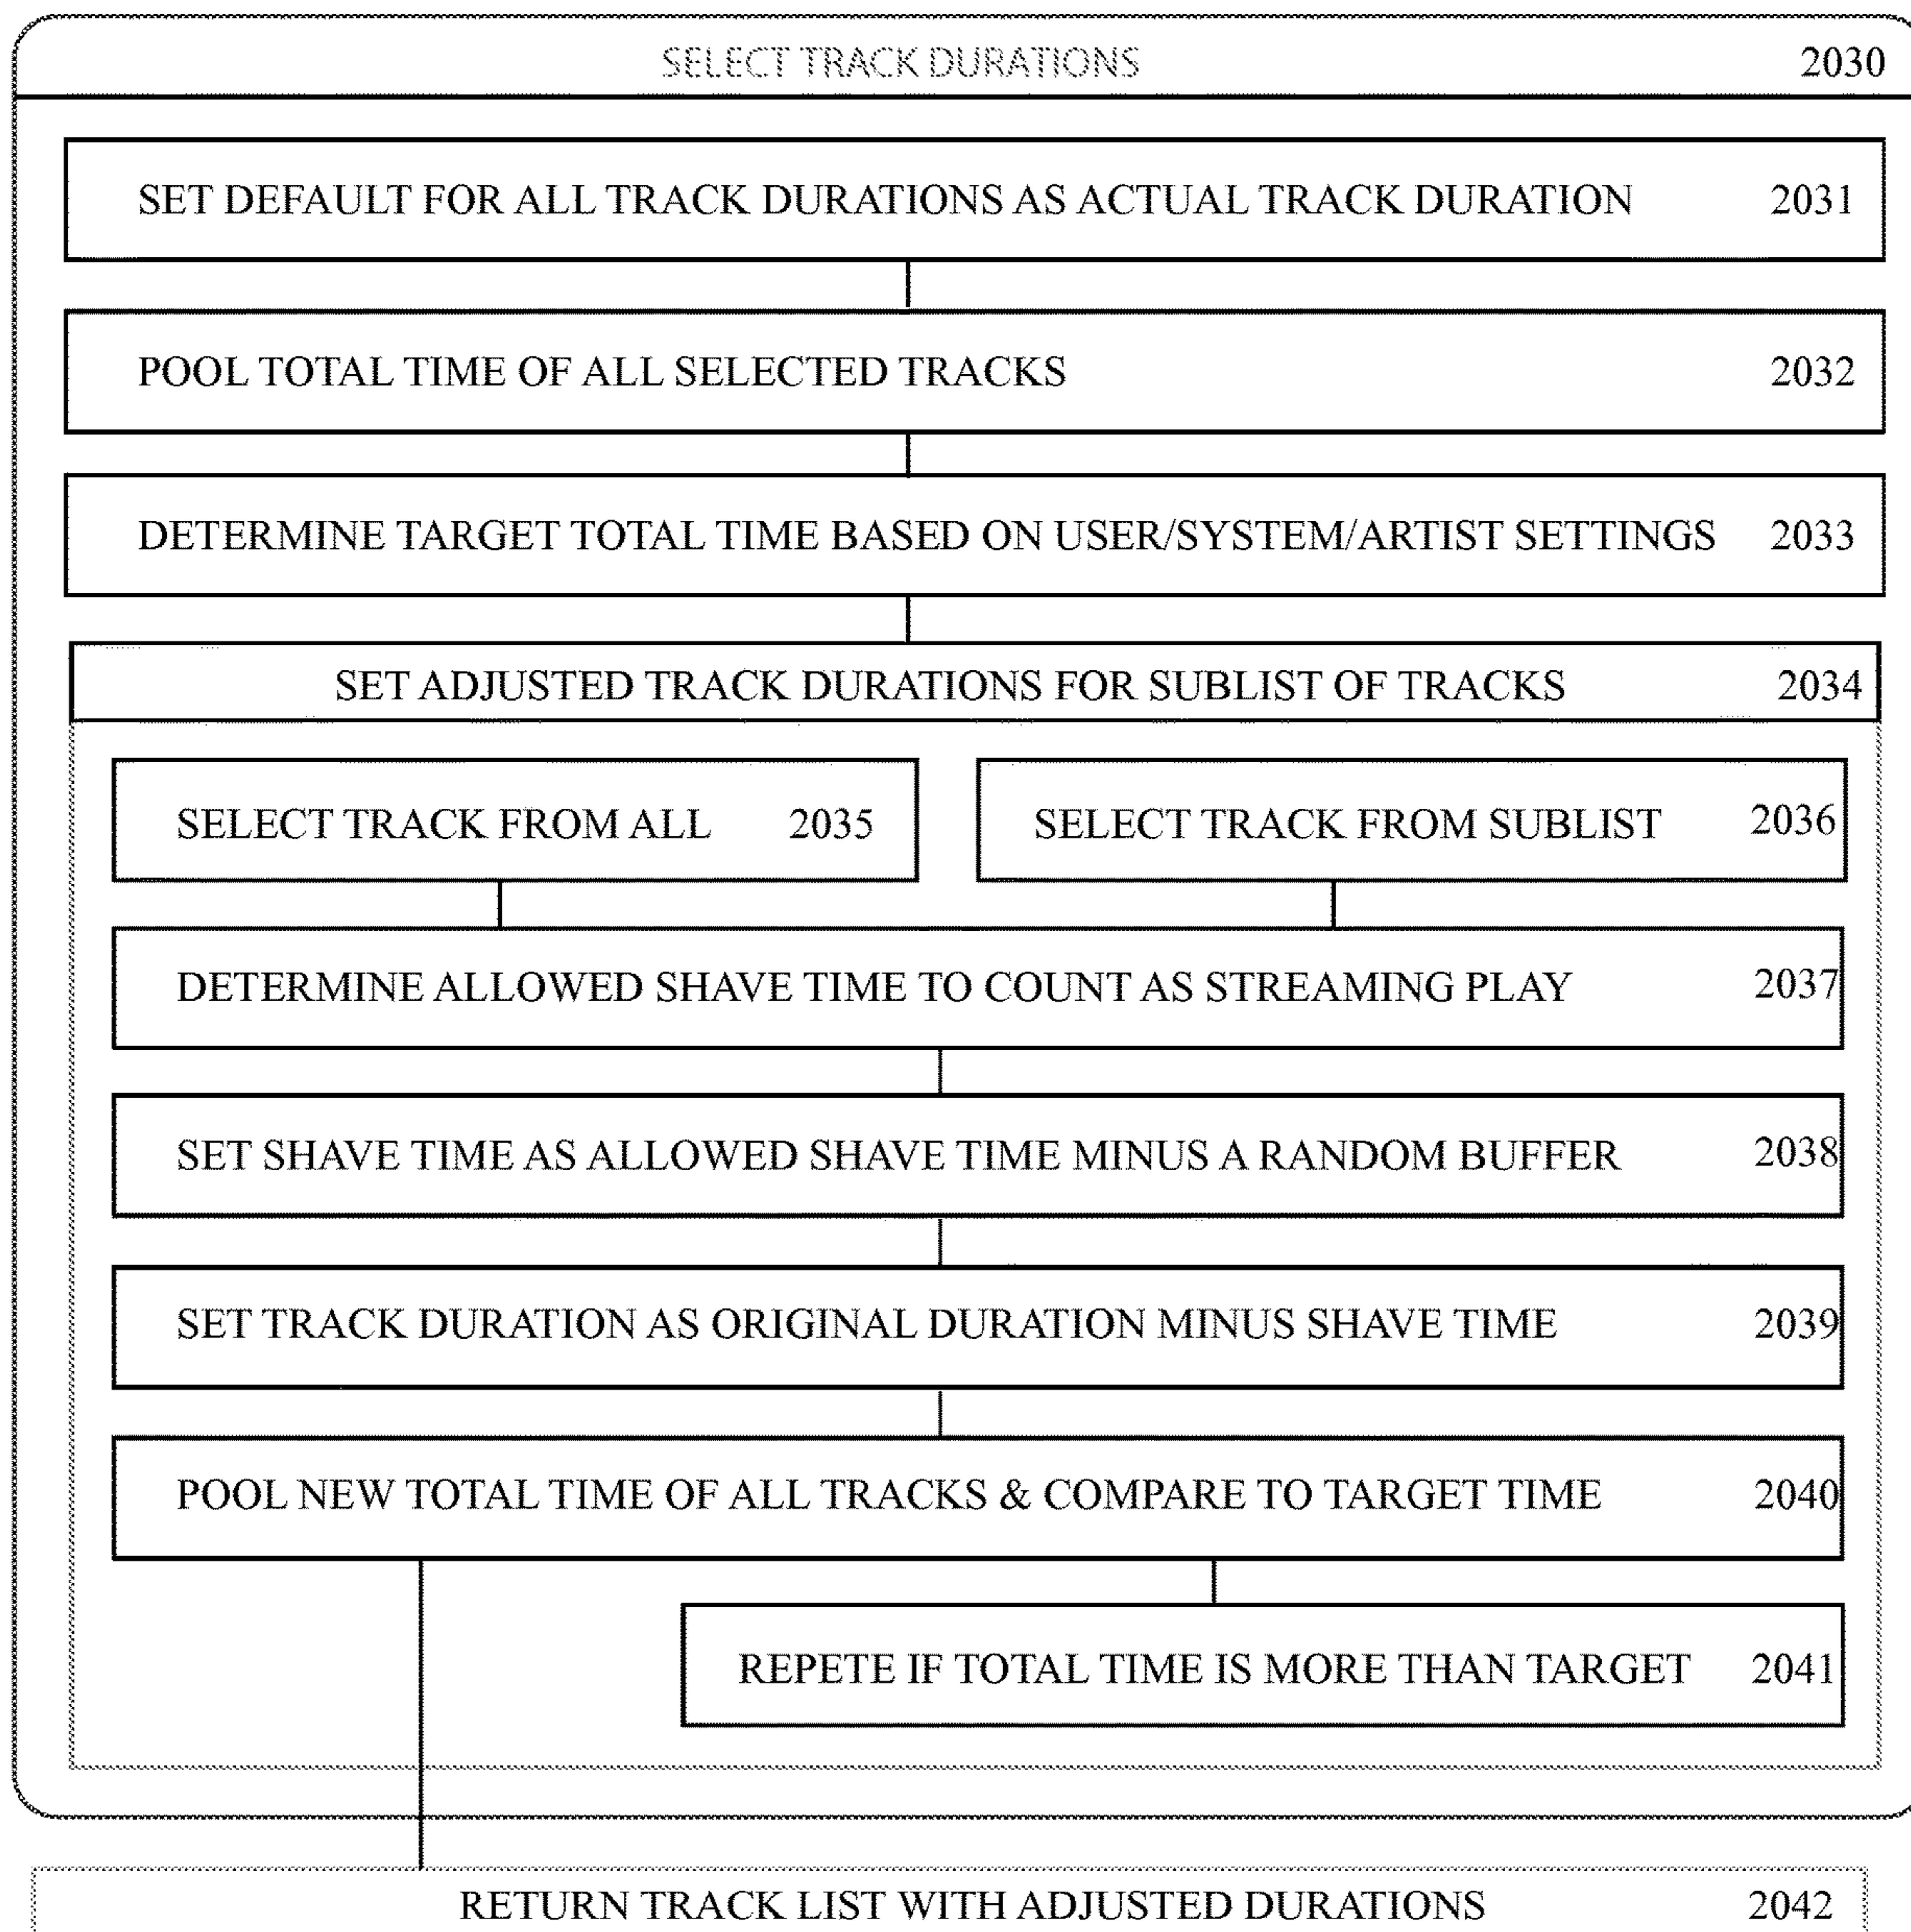 SELECT TRACK DURATIONS 2030
SET DEFAULT FOR ALL TRACK DURATIONS AS ACTUAL TRACK DURATION 2031
POOL TOTAL TIME OF ALL SELECTED TRACKS 2032
DETERMINE TARGET TOTAL TIME BASED ON USER/SYSTEM/ARTIST SETTINGS 2033
SET ADJUSTED TRACK DURATIONS FOR SUBLIST OF TRACKS 2034
SELECT TRACK FROM ALL 2035
SELECT TRACK FROM SUBLIST 2036
DETERMINE ALLOWED SHAVE TIME TO COUNT AS STREAMING PLAY 2037
SET SHAVE TIME AS ALLOWED SHAVE TIME MINUS A RANDOM BUFFER 2038
SET TRACK DURATION AS ORIGINAL DURATION MINUS SHAVE TIME 2039
POOL NEW TOTAL TIME OF ALL TRACKS & COMPARE TO TARGET TIME 2040
REPETE IF TOTAL TIME IS MORE THAN TARGET 2041
RETURN TRACK LIST WITH ADJUSTED DURATIONS 2042